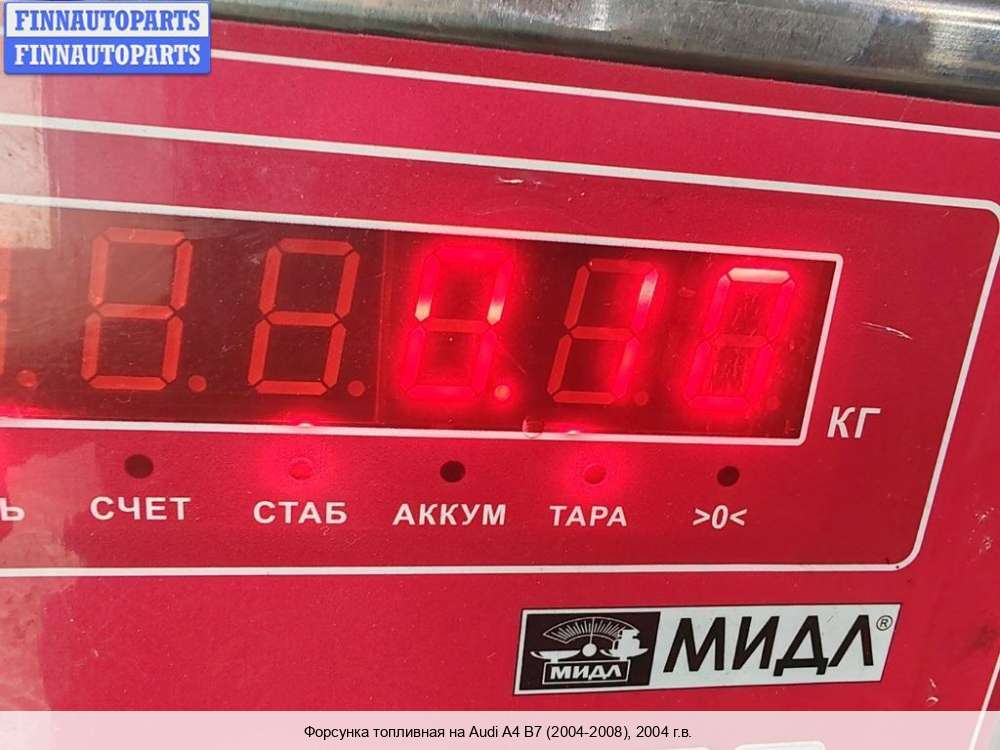 FINNAUTOPARTS
FINNAUTOPARTS
0.10
КГ
Ь СЧЕТ СТАБ АККУМ ТАРА >0<
МИДЛ МИДЛ®
Форсунка топливная на Audi A4 B7 (2004-2008), 2004 г.в.